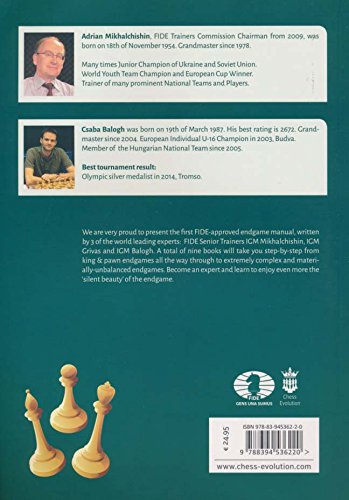 Adrian Mikhalchishin, FIDE Trainers Commission Chairman from 2009, was
born on 18th of November 1954. Grandmaster since 1978.
Many times Junior Champion of Ukraine and Soviet Union.
World Youth Team Champion and European Cup Winner.
Trainer of many prominent National Teams and Players.
Csaba Balogh was born on 19th of March 1987. His best rating is 2672. Grand-
master since 2004. European Individual U-16 Champion in 2003, Budva.
Member of the Hungarian National Team since 2005.
Best tournament result:
Olympic silver medalist in 2014, Tromso.
We are very proud to present the first FIDE-approved endgame manual, written
by 3 of the world leading experts: FIDE Senior Trainers IGM Mikhalchishin, IGM
Grivas and IGM Balogh. A total of nine books will take you step-by-step from
king & pawn endgames all the way through to extremely complex and materi-
ally-unbalanced endgames. Become an expert and learn to enjoy even more the
'silent beauty' of the endgame.
FIDE
GENS UNA SUMUS
Chess
Evolution
ISBN 978-83-945362-2-0
€ 24.95
9 788394 536220 >
www.chess-evolution.com